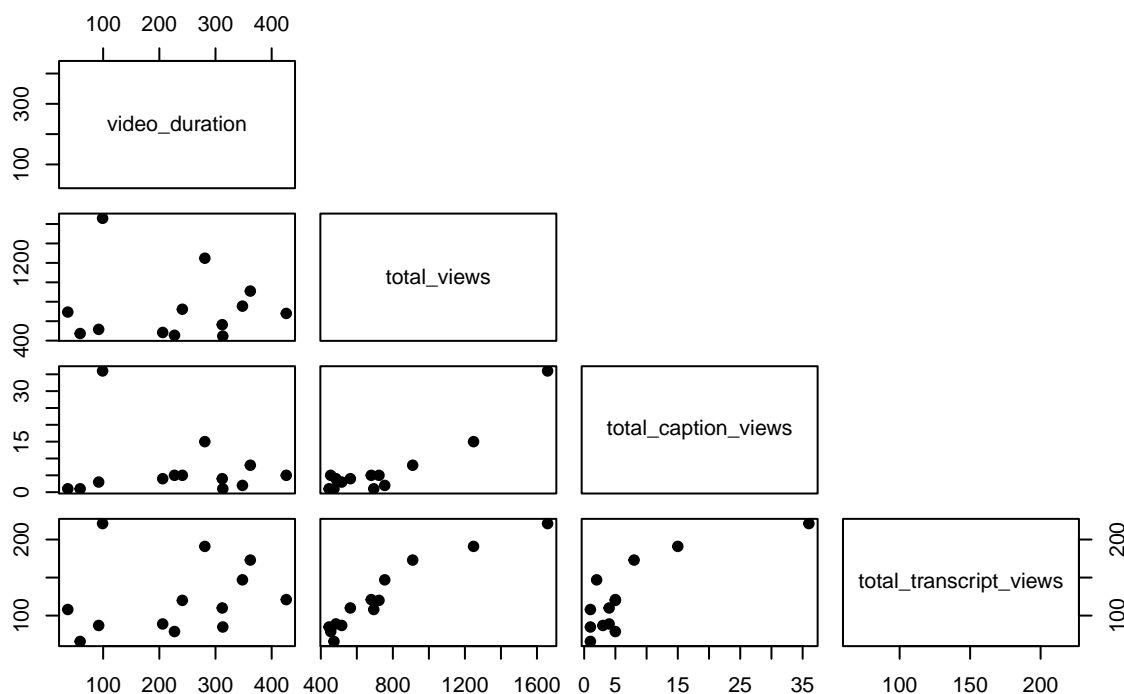 100 200 300 400
100 300
video_duration
400 1200
total_views
0 15 30
total_caption_views
100 200
total_transcript_views
100 200
100 200 300 400
400 800 1200 1600
0 5 15 25 35
100 150 200